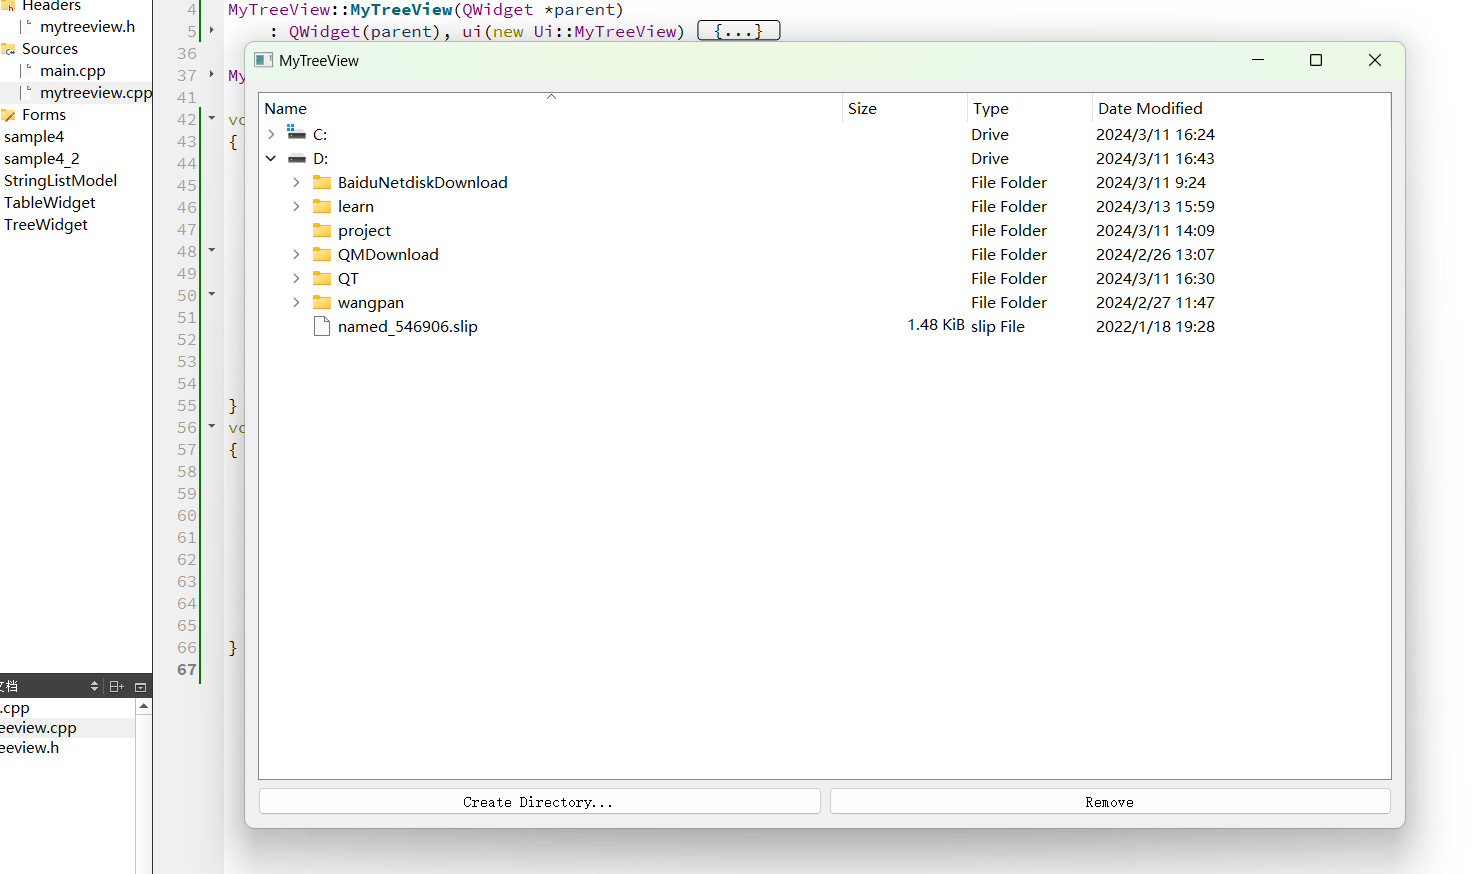 Headers
mytreeview.h
Sources
main.cpp
mytreeview.cpp
Forms
sample4
sample4_2
StringListModel
TableWidget
TreeWidget
文档
.cpp
eeview.cpp
eeview.h
4 MyTreeView::MyTreeView(QWidget *parent)
5 : QWidget(parent), ui(new Ui::MyTreeView) {...}
36
37 My
41
42 vo
43 {
44
45
46
47
48
49
50
51
52
53
54
55 }
56 vo
57 {
58
59
60
61
62
63
64
65
66 }
67
MyTreeView
Name Size Type Date Modified
C: Drive 2024/3/11 16:24
D: Drive 2024/3/11 16:43
BaiduNetdiskDownload File Folder 2024/3/11 9:24
learn File Folder 2024/3/13 15:59
project File Folder 2024/3/11 14:09
QMDownload File Folder 2024/2/26 13:07
QT File Folder 2024/3/11 16:30
wangpan File Folder 2024/2/27 11:47
named_546906.slip 1.48 KiB slip File 2022/1/18 19:28
Create Directory... Remove